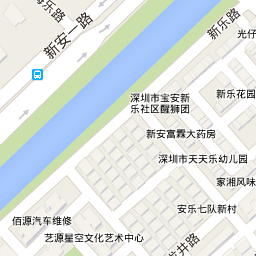 乐路
新安一路
新乐路
光仔
深圳市宝安新
乐社区醒狮团
新乐花园
新安富霖大药房
深圳市天天乐幼儿园
家湘风味
安乐七队新村
佰源汽车维修
艺源星空文化艺术中心
井路